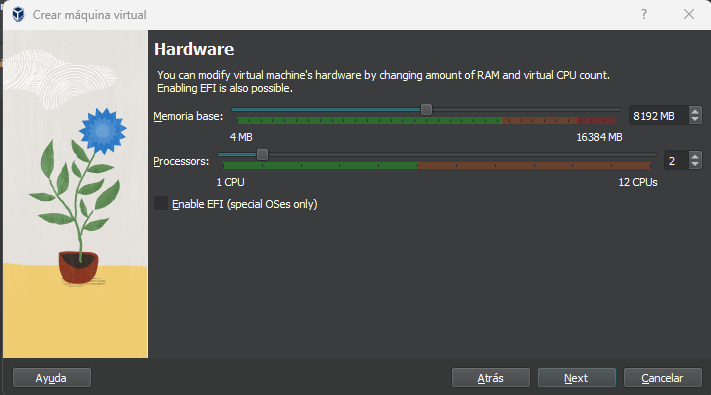 Crear máquina virtual
Hardware
You can modify virtual machine's hardware by changing amount of RAM and virtual CPU count.
Enabling EFI is also possible.
Memoria base:
8192 MB
4 MB
16384 MB
Processors:
2
1 CPU
12 CPUs
Enable EFI (special OSes only)
Ayuda
Atrás
Next
Cancelar